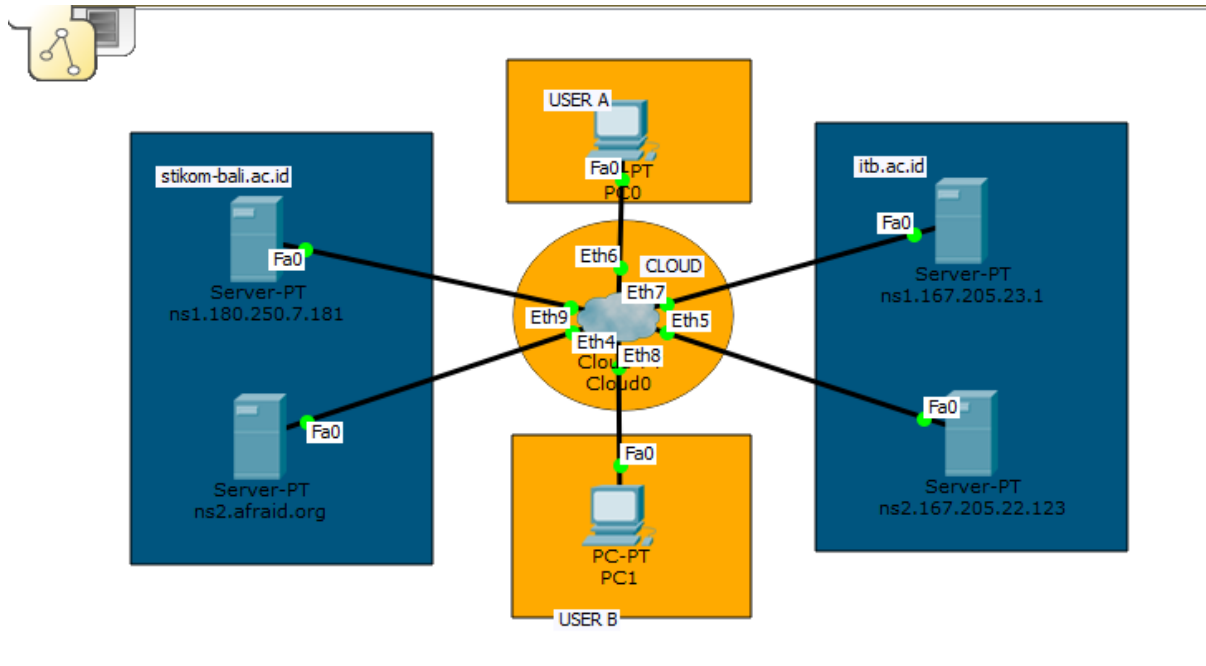 USER A
Fa0
-PT
PC0
stikom-bali.ac.id
Fa0
Server-PT
ns1.180.250.7.181
Fa0
Server-PT
ns2.afraid.org
Eth6
CLOUD
Eth7
Eth9
Eth5
Eth4
Eth8
Cloud0
itb.ac.id
Fa0
Server-PT
ns1.167.205.23.1
Fa0
Server-PT
ns2.167.205.22.123
Fa0
PC-PT
PC1
USER B